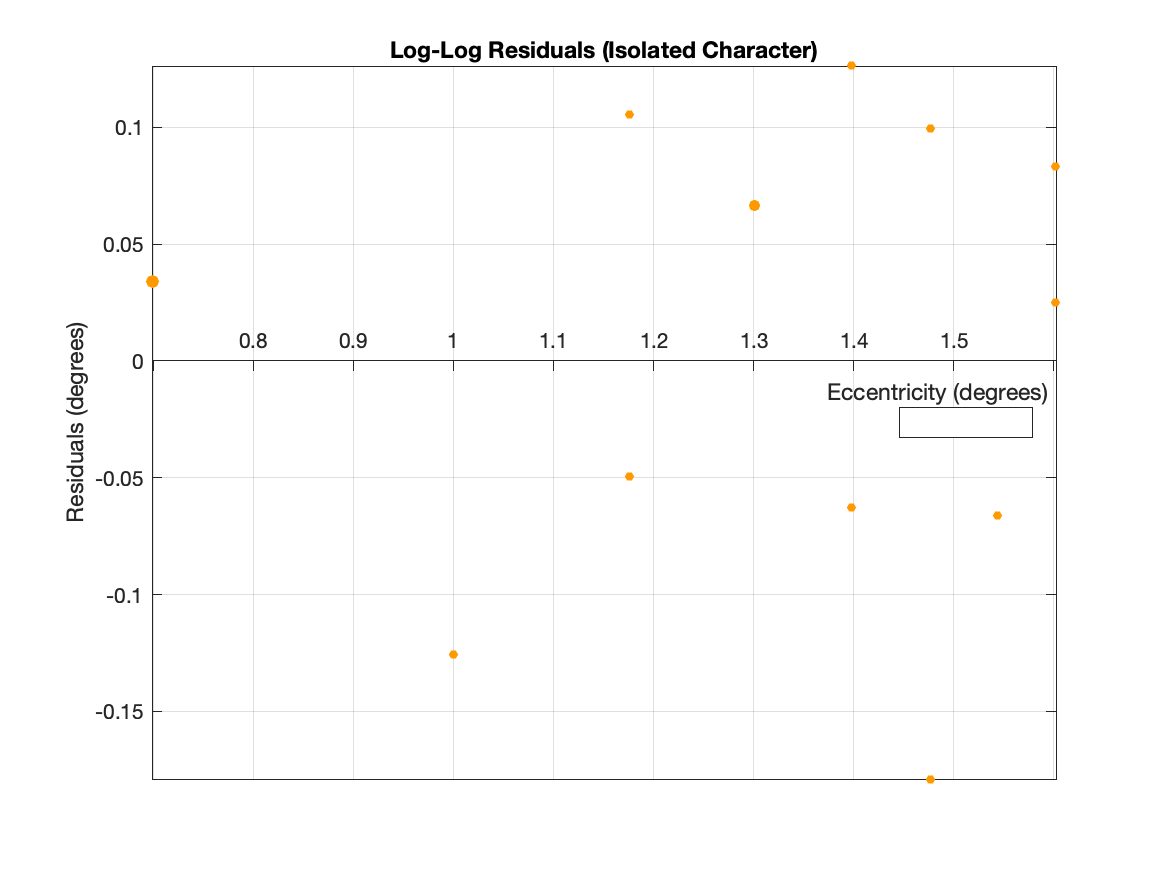 Log-Log Residuals (Isolated Character)
0.1
0.05
0.8 0.9 1 1.1 1.2 1.3 1.4 1.5
0
Eccentricity (degrees)
Residuals (degrees)
-0.05
-0.1
-0.15